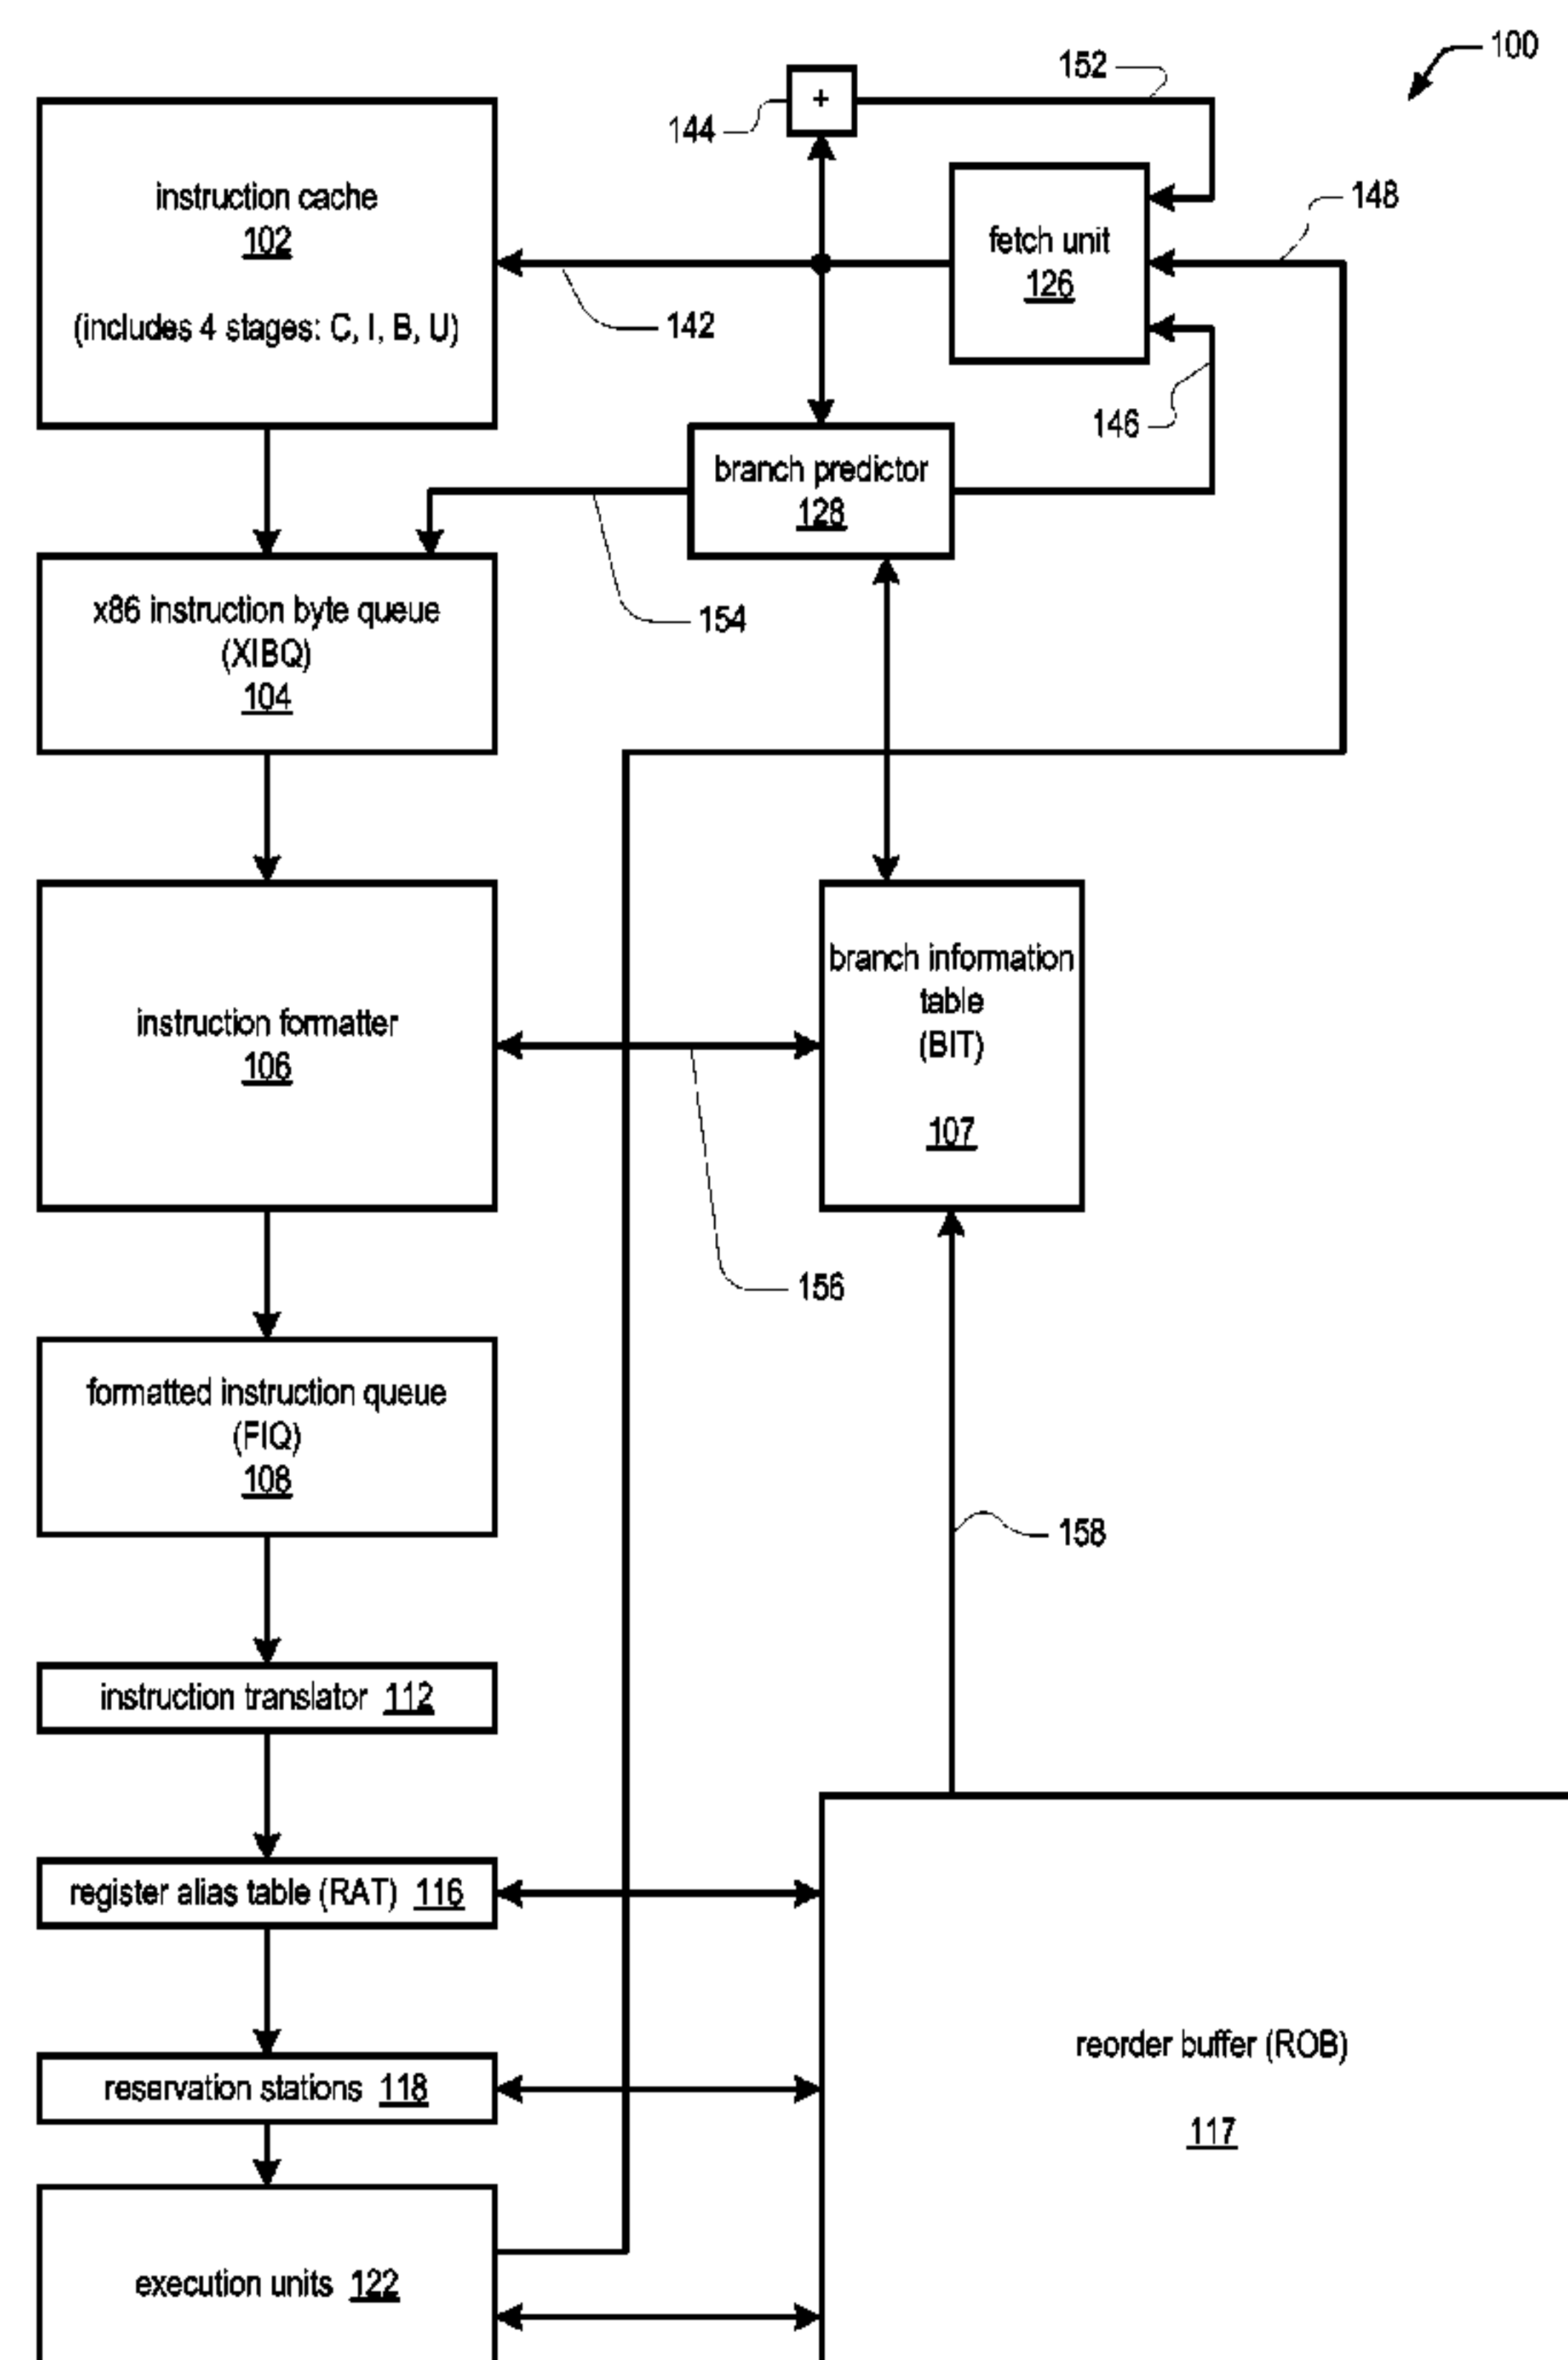 100
152
+
144
instruction cache
102
(includes 4 stages: C, I, B, U)
fetch unit
126
148
142
146
branch predictor
128
154
x86 instruction byte queue
(XIBQ)
104
branch information
table
(BIT)
107
instruction formatter
106
156
formatted instruction queue
(FIQ)
108
158
instruction translator 112
register alias table (RAT) 116
reorder buffer (ROB)
117
reservation stations 118
execution units 122